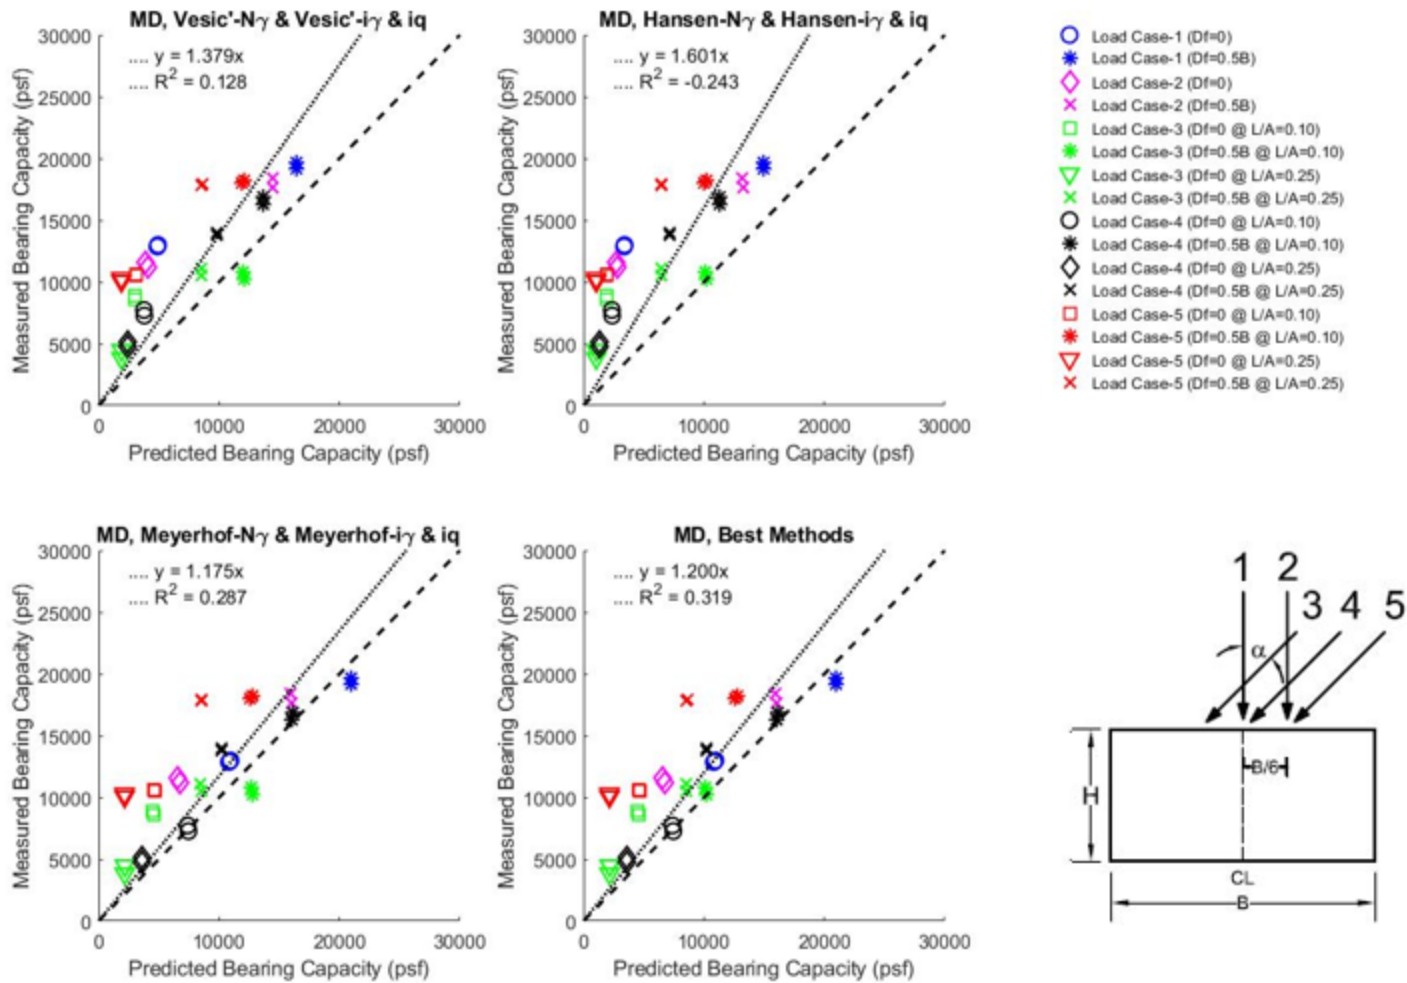 MD, Vesic'-Nγ & Vesic'-iγ & iq
.... y = 1.379x
.... R² = 0.128
Measured Bearing Capacity (psf)
30000
25000
20000
15000
10000
5000
0
0 10000 20000 30000
Predicted Bearing Capacity (psf)
MD, Hansen-Nγ & Hansen-iγ & iq
.... y = 1.601x
.... R² = -0.243
Measured Bearing Capacity (psf)
30000
25000
20000
15000
10000
5000
0
0 10000 20000 30000
Predicted Bearing Capacity (psf)
Load Case-1 (Df=0)
Load Case-1 (Df=0.5B)
Load Case-2 (Df=0)
Load Case-2 (Df=0.5B)
Load Case-3 (Df=0 @ L/A=0.10)
Load Case-3 (Df=0.5B @ L/A=0.10)
Load Case-3 (Df=0 @ L/A=0.25)
Load Case-3 (Df=0.5B @ L/A=0.25)
Load Case-4 (Df=0 @ L/A=0.10)
Load Case-4 (Df=0.5B @ L/A=0.10)
Load Case-4 (Df=0 @ L/A=0.25)
Load Case-4 (Df=0.5B @ L/A=0.25)
Load Case-5 (Df=0 @ L/A=0.10)
Load Case-5 (Df=0.5B @ L/A=0.10)
Load Case-5 (Df=0 @ L/A=0.25)
Load Case-5 (Df=0.5B @ L/A=0.25)
MD, Meyerhof-Nγ & Meyerhof-iγ & iq
.... y = 1.175x
.... R² = 0.287
Measured Bearing Capacity (psf)
30000
25000
20000
15000
10000
5000
0
0 10000 20000 30000
Predicted Bearing Capacity (psf)
MD, Best Methods
.... y = 1.200x
.... R² = 0.319
Measured Bearing Capacity (psf)
30000
25000
20000
15000
10000
5000
0
0 10000 20000 30000
Predicted Bearing Capacity (psf)
1 2
3 4 5
α
B/6
H
CL
B